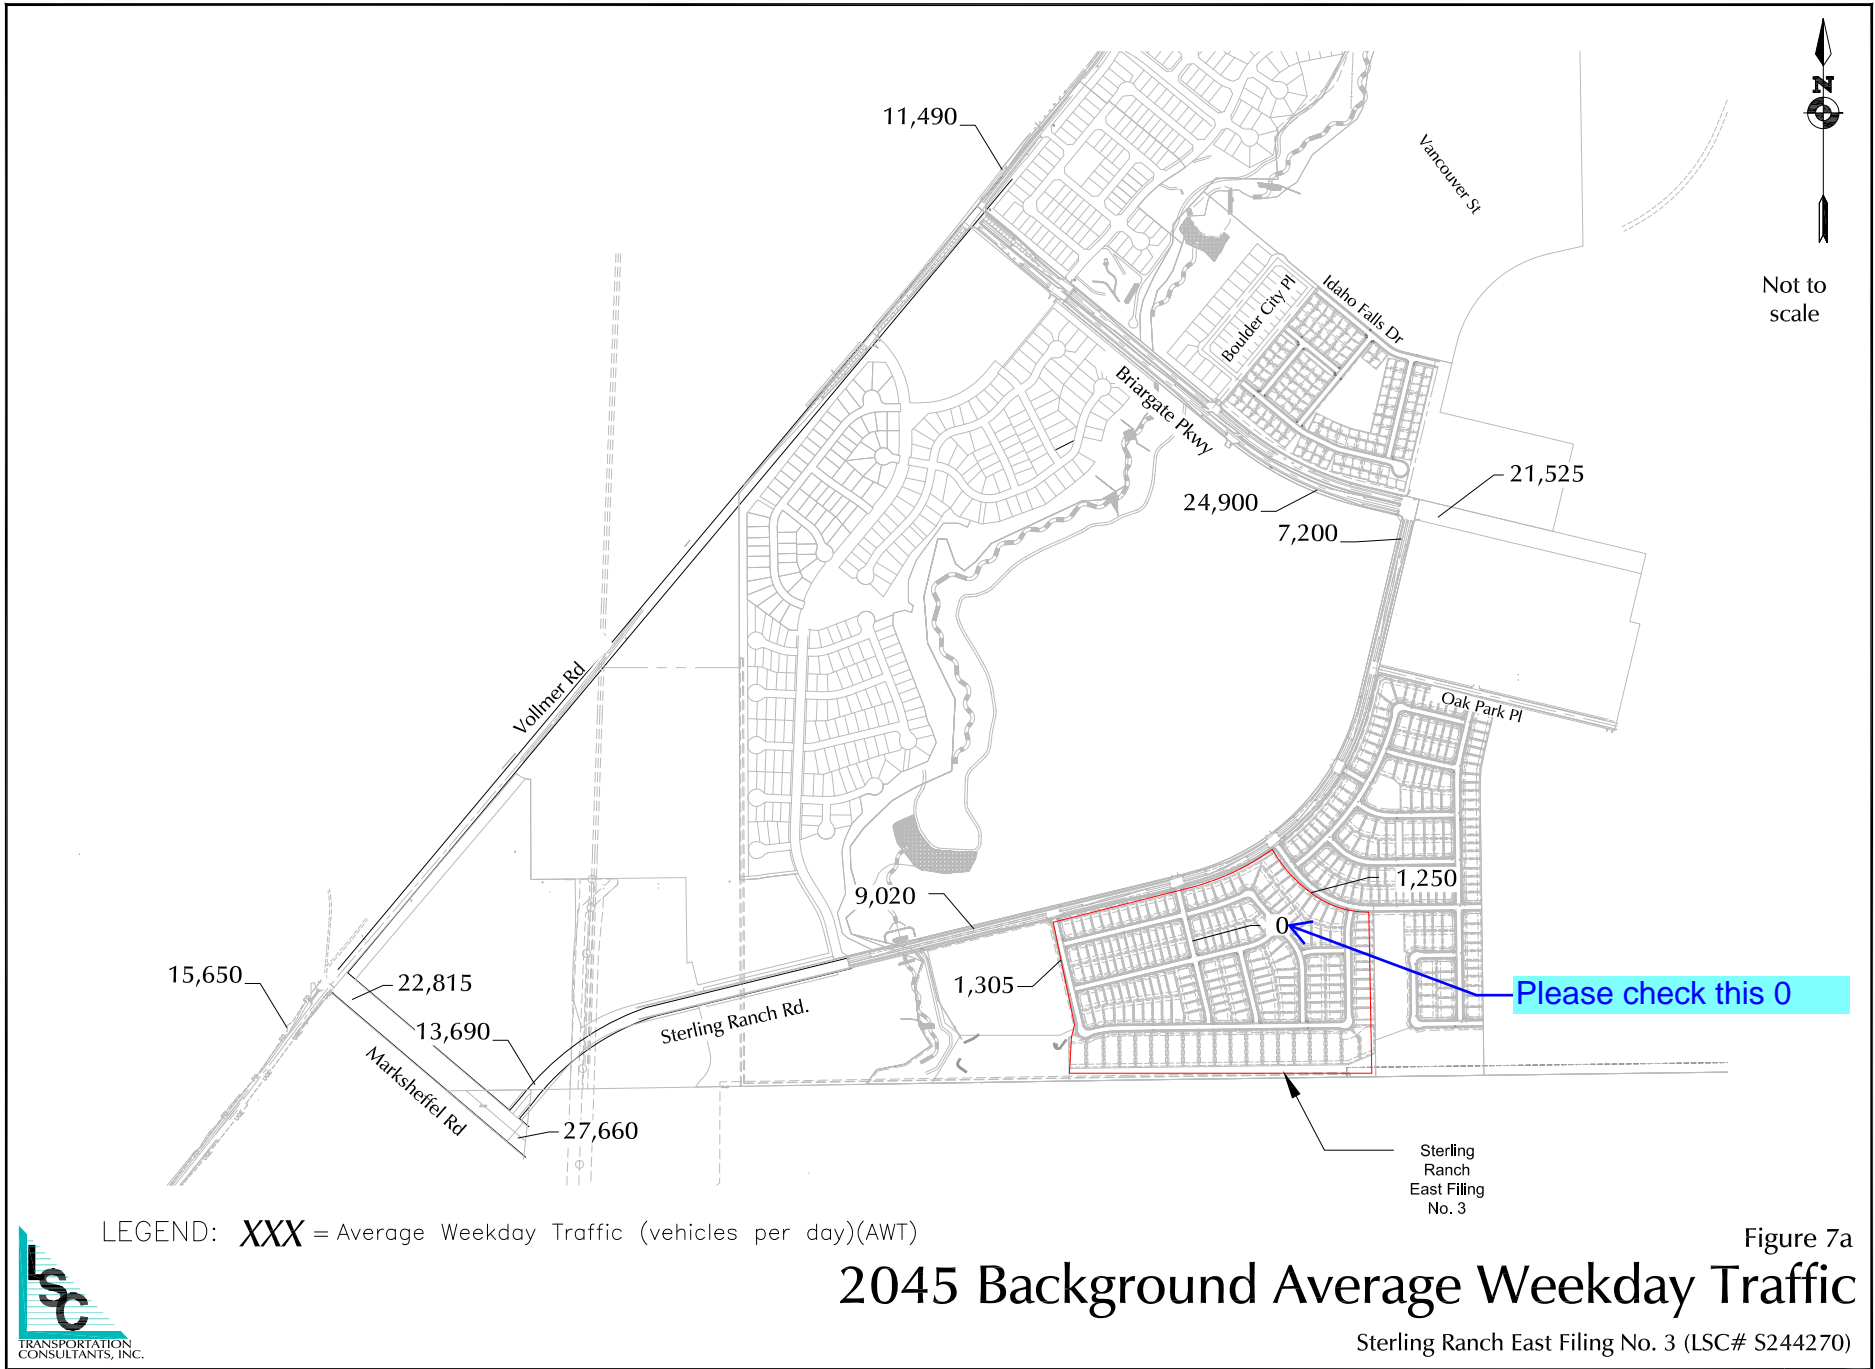 N
Not to
scale
11,490
Vancouver St
Idaho Falls Dr
Boulder City Pl
Briargate Pkwy
21,525
24,900
7,200
Vollmer Rd
Oak Park Pl
1,250
9,020
0
15,650
22,815
1,305
Please check this 0
13,690
Sterling Ranch Rd.
Marksheffel Rd
27,660
Sterling
Ranch
East Filing
No. 3
LEGEND: XXX = Average Weekday Traffic (vehicles per day)(AWT)
Figure 7a
2045 Background Average Weekday Traffic
Sterling Ranch East Filing No. 3 (LSC# S244270)
LSC
TRANSPORTATION
CONSULTANTS, INC.